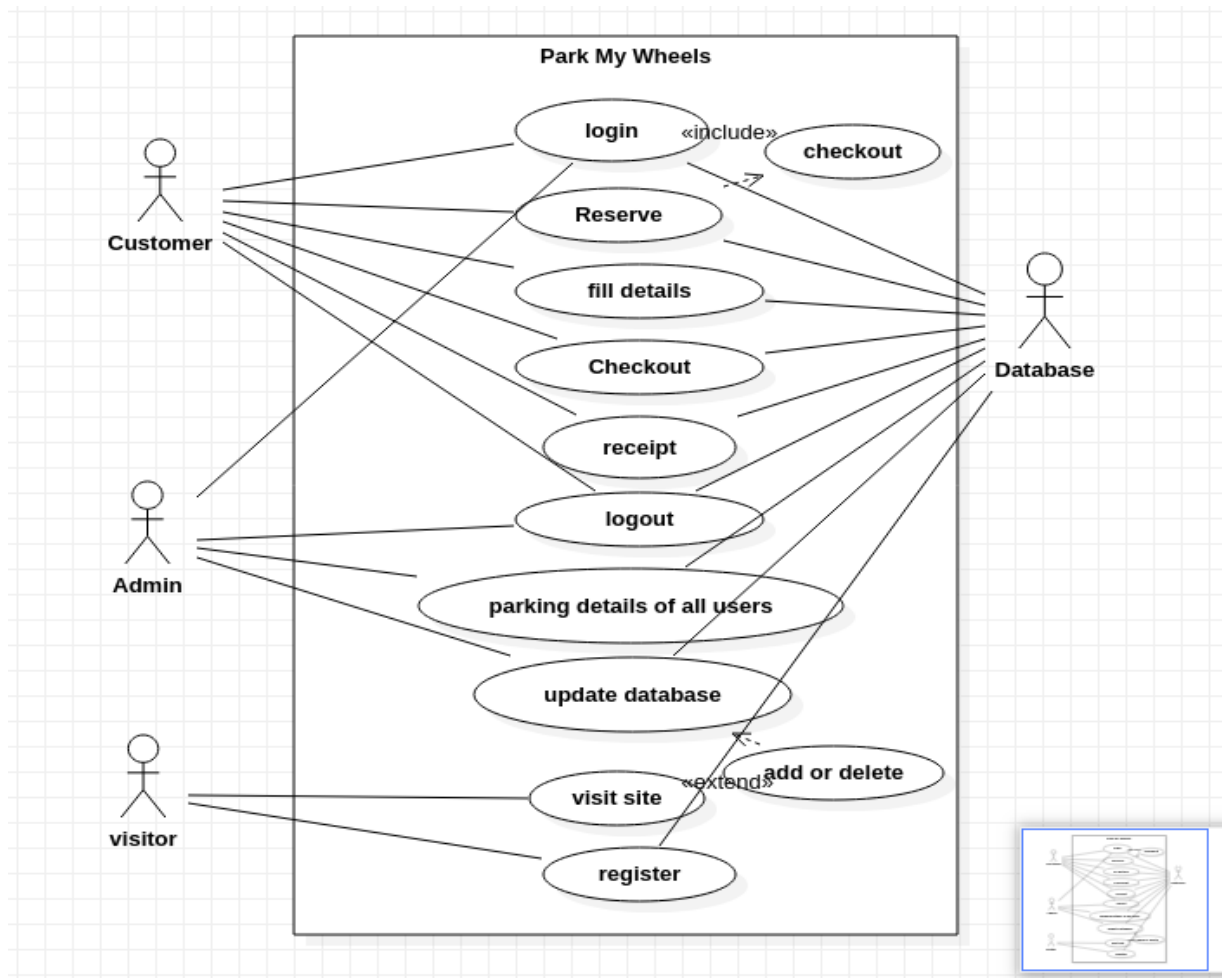 Park My Wheels
login
«include»
checkout
Reserve
Customer
fill details
Checkout
Database
receipt
logout
Admin
parking details of all users
update database
add or delete
«extend»
visit site
visitor
register